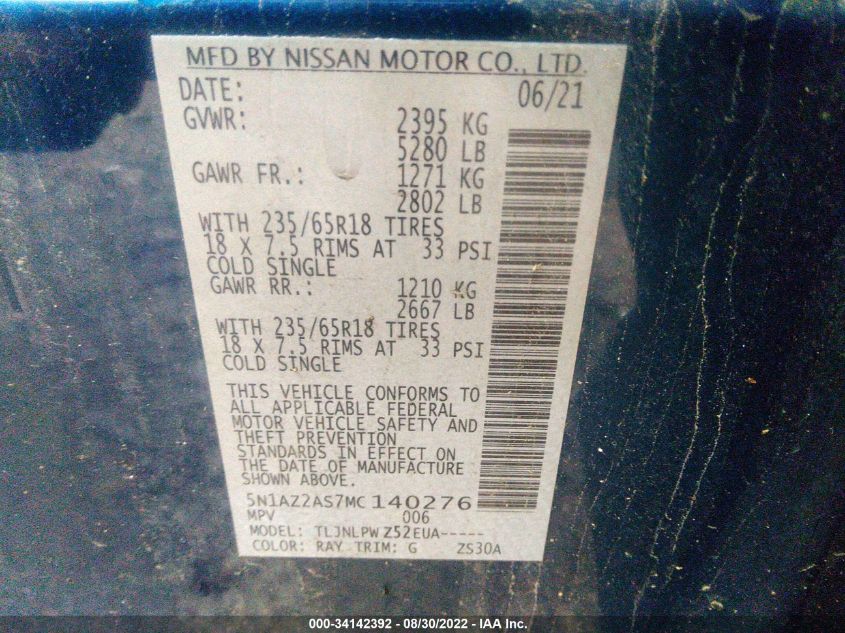 MFD BY NISSAN MOTOR CO., LTD.
DATE: 06/21
GVWR: 2395 KG
5280 LB
GAWR FR.: 1271 KG
2802 LB
WITH 235/65R18 TIRES
18 X 7.5 RIMS AT 33 PSI
COLD SINGLE
GAWR RR.: 1210 KG
2667 LB
WITH 235/65R18 TIRES
18 X 7.5 RIMS AT 33 PSI
COLD SINGLE
THIS VEHICLE CONFORMS TO
ALL APPLICABLE FEDERAL
MOTOR VEHICLE SAFETY AND
THEFT PREVENTION
STANDARDS IN EFFECT ON
THE DATE OF MANUFACTURE
SHOWN ABOVE.
5N1AZ2AS7MC140276
MPV 006
MODEL: TLJNLPW Z52EUA-----
COLOR: RAY TRIM: G ZS30A
000-34142392 - 08/30/2022 - IAA Inc.